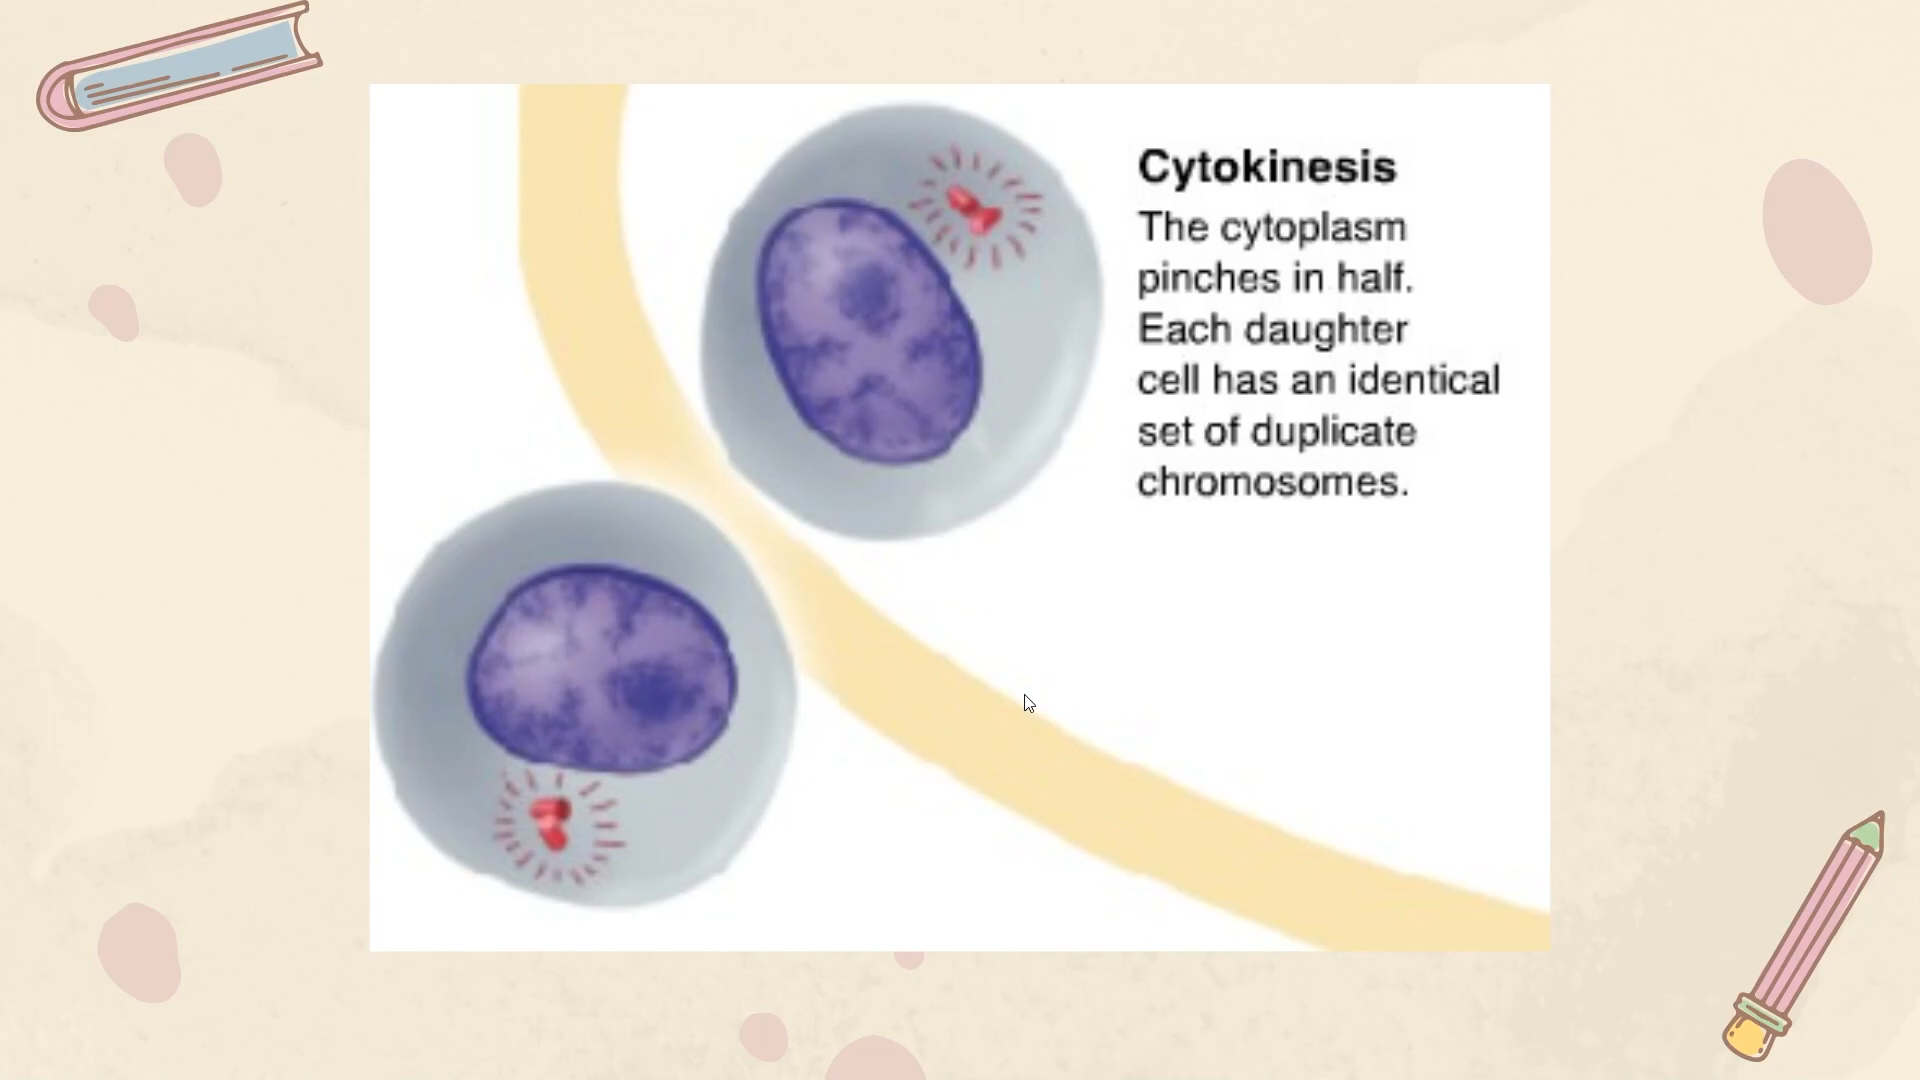 Cytokinesis
The cytoplasm
pinches in half.
Each daughter
cell has an identical
set of duplicate
chromosomes.